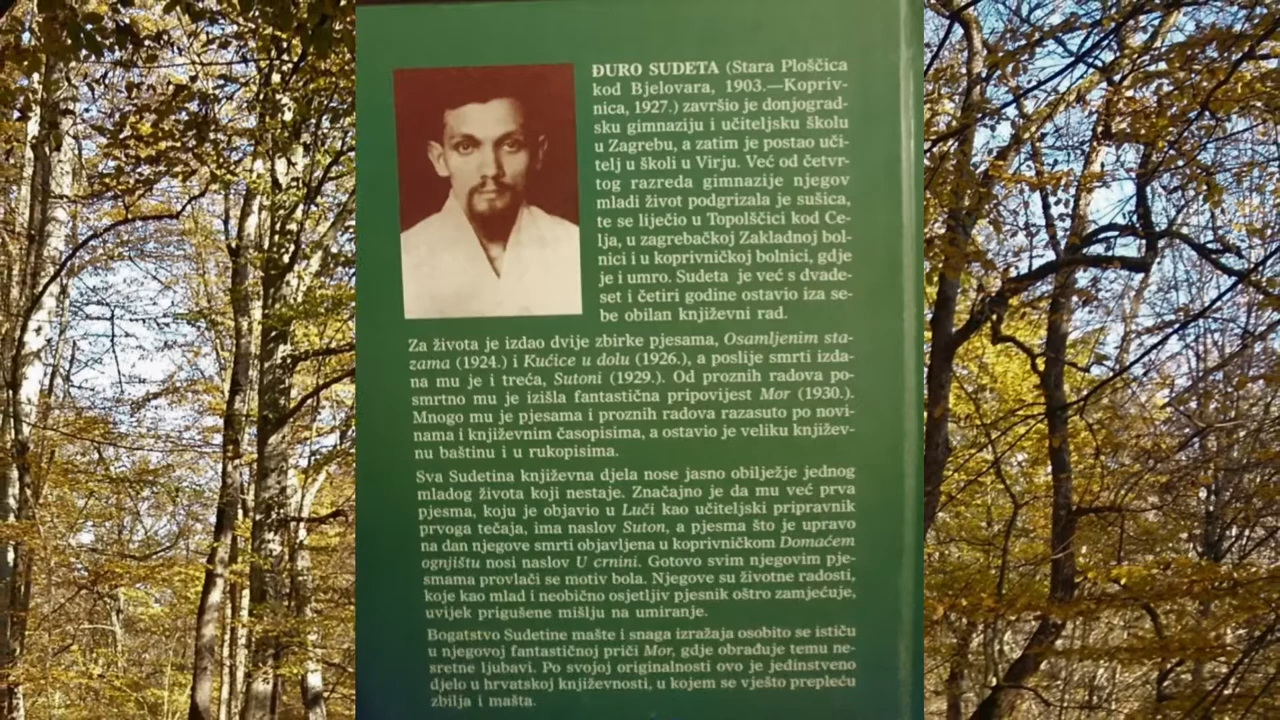 ĐURO SUDETA (Stara Ploščica
kod Bjelovara, 1903.—Kopriv-
nica, 1927.) završio je donjograd-
sku gimnaziju i učiteljsku školu
u Zagrebu, a zatim je postao uči-
telj u školi u Virju. Već od četvr-
tog razreda gimnazije njegov
mladi život podgrizala je sušica,
te se liječio u Topolščici kod Ce-
lja, u zagrebačkoj Zakladnoj bol-
nici i u koprivničkoj bolnici, gdje
je i umro. Sudeta je već s dvade-
set i četiri godine ostavio iza se-
be obilan književni rad.
Za života je izdao dvije zbirke pjesama, Osamljenim sta-
zama (1924.) i Kućice u dolu (1926.), a poslije smrti izda-
na mu je i treća, Sutoni (1929.). Od proznih radova po-
smrtno mu je izišla fantastična pripovijest Mor (1930.).
Mnogo mu je pjesama i proznih radova razasuto po novi-
nama i književnim časopisima, a ostavio je veliku književ-
nu baštinu i u rukopisima.
Sva Sudetina književna djela nose jasno obilježje jednog
mladog života koji nestaje. Značajno je da mu već prva
pjesma, koju je objavio u Luči kao učiteljski pripravnik
prvoga tečaja, ima naslov Suton, a pjesma što je upravo
na dan njegove smrti objavljena u koprivničkom Domaćem
ognjištu nosi naslov U crnini. Gotovo svim njegovim pje-
smama provlači se motiv bola. Njegove su životne radosti,
koje kao mlad i neobično osjetljiv pjesnik oštro zamjećuje,
uvijek prigušene mišlju na umiranje.
Bogatstvo Sudetine mašte i snaga izražaja osobito se ističu
u njegovoj fantastičnoj priči Mor, gdje obrađuje temu ne-
sretne ljubavi. Po svojoj originalnosti ovo je jedinstveno
djelo u hrvatskoj književnosti, u kojem se vješto prepleću
zbilja i mašta.